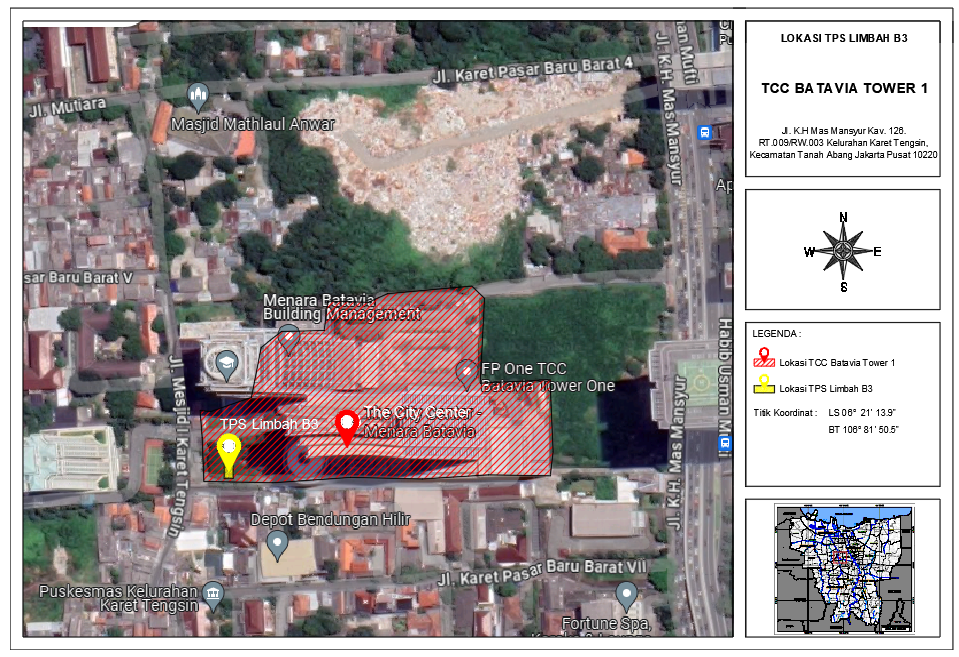 Jl. Karet Pasar Baru Barat 4
Jl. Mutiara
Masjid Mathlaul Anwar
Jl. K.H. Mas Mansyur
man Mufti
Ap
sar Baru Barat V
Menara Batavia
Building Management
FP One TCC
Batavia Tower One
The City Center -
Menara Batavia
TPS Limbah B3
Jl. Mesjid Karet Tengsin
Jl. K.H. Mas Mansyur
Habib Usman Mufti
Depot Bendungan Hilir
Jl. Karet Pasar Baru Barat VII
Puskesmas Kelurahan
Karet Tengsin
Fortune Spa,
LOKASI TPS LIMBAH B3
TCC BATAVIA TOWER 1
Jl. K.H Mas Mansyur Kav. 126.
RT.009/RW.003 Kelurahan Karet Tengsin,
Kecamatan Tanah Abang Jakarta Pusat 10220
N
W E
S
LEGENDA :
Lokasi TCC Batavia Tower 1
Lokasi TPS Limbah B3
Titik Koordinat : LS 06° 21' 13.9"
BT 106° 81' 50.5"